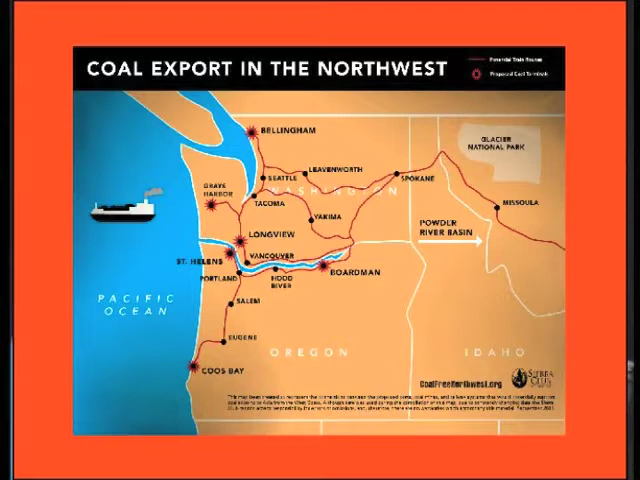 COAL EXPORT IN THE NORTHWEST
Potential Train Routes
Proposed Coal Terminals
BELLINGHAM
GLACIER
NATIONAL PARK
SEATTLE
LEAVENWORTH
SPOKANE
WASHINGTON
GRAYS
HARBOR
TACOMA
MISSOULA
YAKIMA
POWDER
RIVER BASIN
LONGVIEW
VANCOUVER
ST. HELENS
BOARDMAN
PORTLAND
HOOD
RIVER
PACIFIC
OCEAN
SALEM
EUGENE
OREGON
IDAHO
COOS BAY
CoalFreeNorthwest.org
SIERRA
CLUB